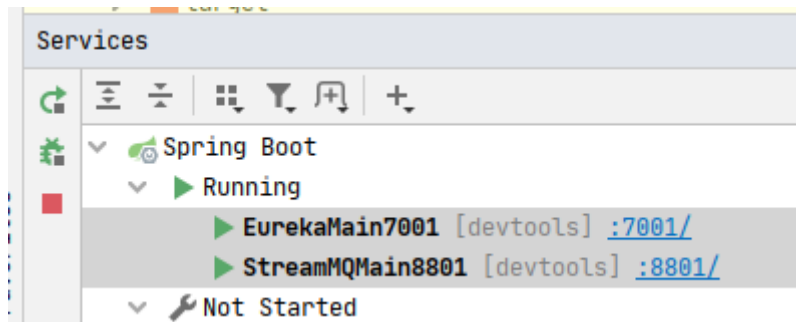 Services
Spring Boot
Running
EurekaMain7001 [devtools] :7001/
StreamMQMain8801 [devtools] :8801/
Not Started